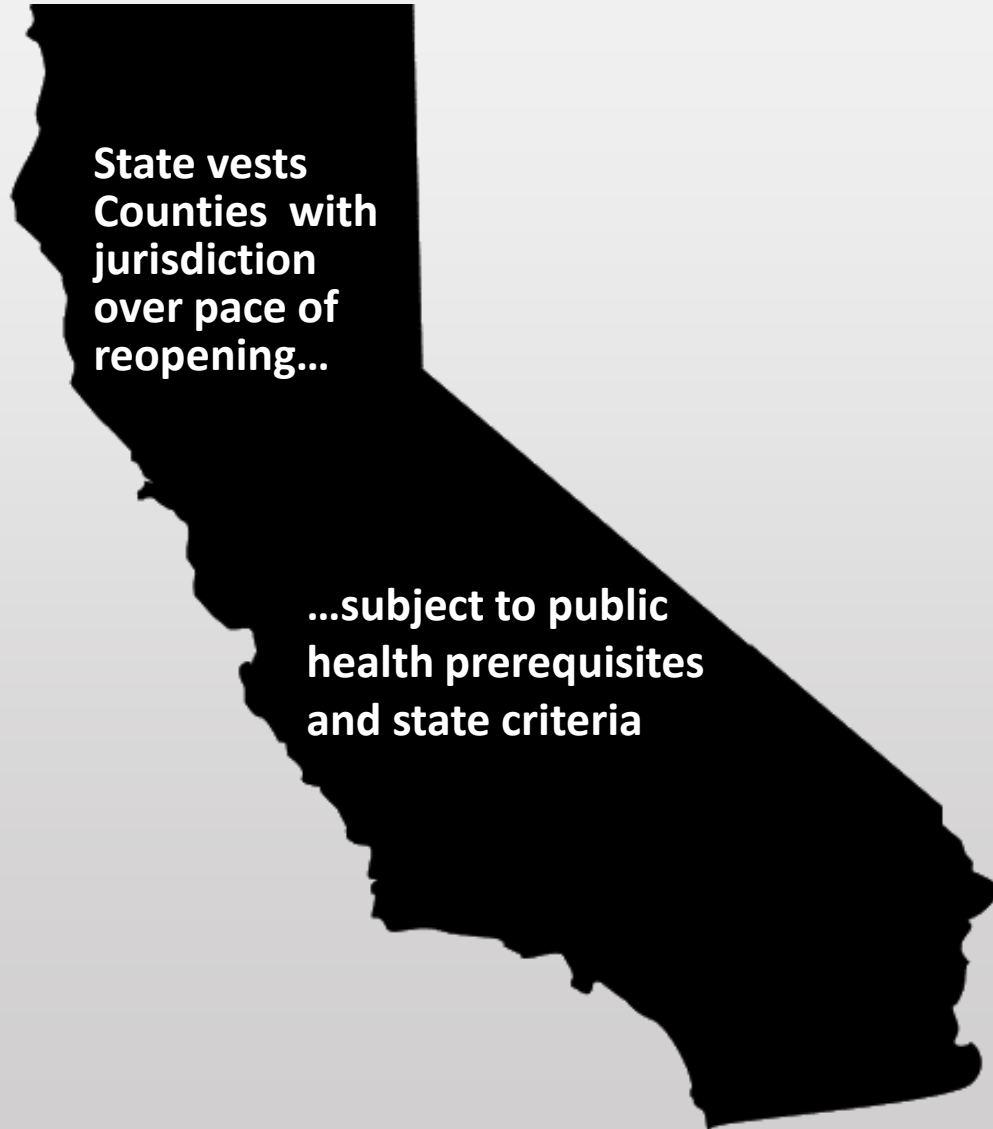 State vests
Counties  with
jurisdiction
over pace of
reopening…
…subject to public
health prerequisites
and state criteria